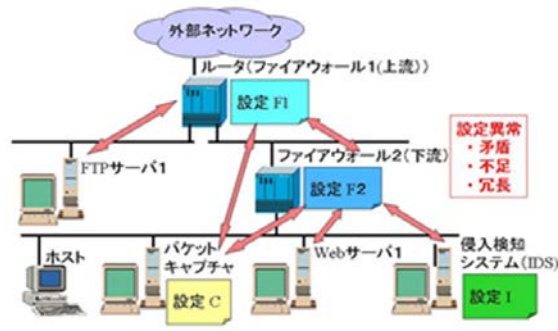 外部ネットワーク
ルータ(ファイアウォール1(上流))
設定 F1
設定異常
・矛盾
・不足
・冗長
FTPサーバ1
ファイアウォール2(下流)
設定 F2
ホスト
パケット
キャプチャ
設定 C
Webサーバ1
侵入検知
システム(IDS)
設定 I